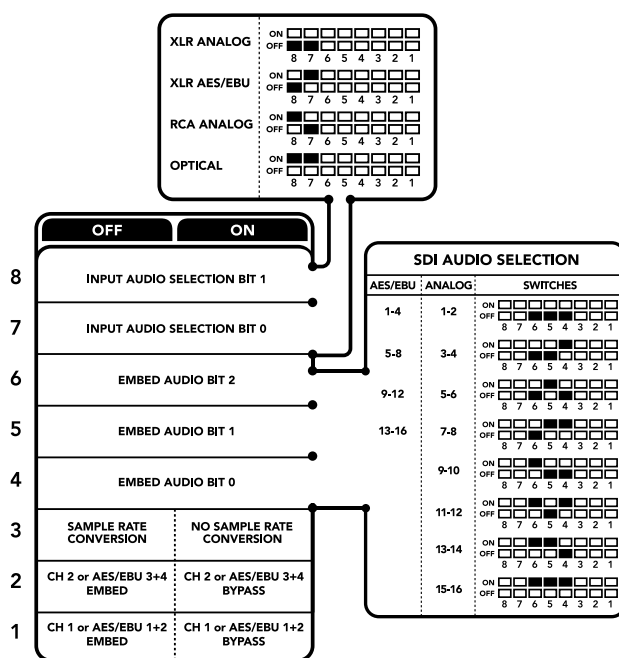 XLR ANALOG
ON
OFF
8 7 6 5 4 3 2 1
XLR AES/EBU
ON
OFF
8 7 6 5 4 3 2 1
RCA ANALOG
ON
OFF
8 7 6 5 4 3 2 1
OPTICAL
ON
OFF
8 7 6 5 4 3 2 1
OFF ON
8 INPUT AUDIO SELECTION BIT 1
7 INPUT AUDIO SELECTION BIT 0
6 EMBED AUDIO BIT 2
5 EMBED AUDIO BIT 1
4 EMBED AUDIO BIT 0
3 SAMPLE RATE CONVERSION NO SAMPLE RATE CONVERSION
2 CH 2 or AES/EBU 3+4 EMBED CH 2 or AES/EBU 3+4 BYPASS
1 CH 1 or AES/EBU 1+2 EMBED CH 1 or AES/EBU 1+2 BYPASS
SDI AUDIO SELECTION
AES/EBU ANALOG SWITCHES
1-4 1-2
ON
OFF
8 7 6 5 4 3 2 1
5-8 3-4
ON
OFF
8 7 6 5 4 3 2 1
9-12 5-6
ON
OFF
8 7 6 5 4 3 2 1
13-16 7-8
ON
OFF
8 7 6 5 4 3 2 1
9-10
ON
OFF
8 7 6 5 4 3 2 1
11-12
ON
OFF
8 7 6 5 4 3 2 1
13-14
ON
OFF
8 7 6 5 4 3 2 1
15-16
ON
OFF
8 7 6 5 4 3 2 1